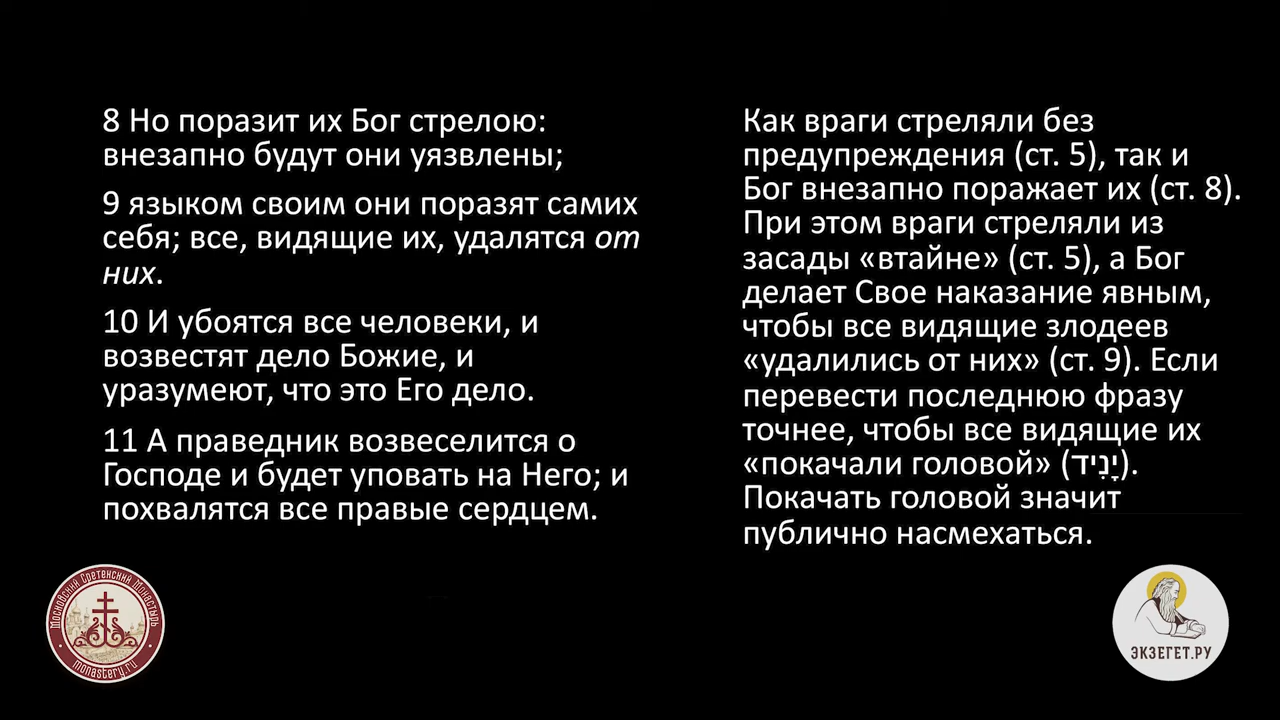 8 Но поразит их Бог стрелою:
внезапно будут они уязвлены;
9 языком своим они поразят самих
себя; все, видящие их, удалятся от
них.
10 И убоятся все человеки, и
возвестят дело Божие, и
уразумеют, что это Его дело.
11 А праведник возвеселится о
Господе и будет уповать на Него; и
похвалятся все правые сердцем.
Как враги стреляли без
предупреждения (ст. 5), так и
Бог внезапно поражает их (ст. 8).
При этом враги стреляли из
засады «втайне» (ст. 5), а Бог
делает Свое наказание явным,
чтобы все видящие злодеев
«удалились от них» (ст. 9). Если
перевести последнюю фразу
точнее, чтобы все видящие их
«покачали головой» (יָנִיד).
Покачать головой значит
публично насмехаться.
Московский Сретенский Монастырь
monastery.ru
ЭКЗЕГЕТ.РУ